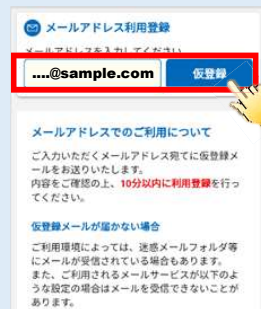 メールアドレス利用登録
メールアドレスを入力してください
....@sample.com
仮登録
メールアドレスでのご利用について
ご入力いただくメールアドレス宛てに仮登録メ
ールをお送りいたします。
内容をご確認の上、10分以内に利用登録を行っ
てください。
仮登録メールが届かない場合
ご利用環境によっては、迷惑メールフォルダ等
にメールが受信されている場合もあります。
また、ご利用されるメールサービスが以下のよ
うな設定の場合はメールを受信できないことが
あります。